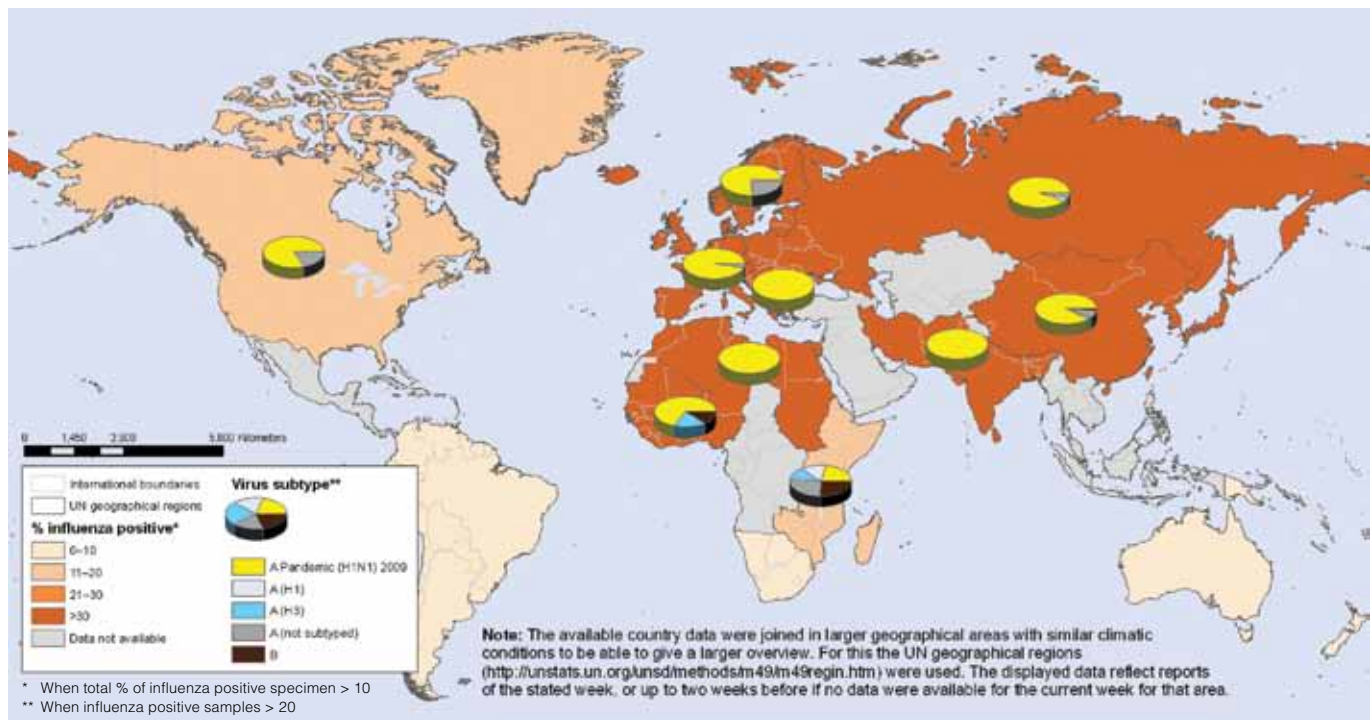 0 1,450 2,900 5,800 Kilometers
International boundaries
UN geographical regions
% influenza positive*
6–10
11–20
21–30
>30
Data not available
Virus subtype**
A Pandemic (H1N1) 2009
A (H1)
A (H3)
A (not subtyped)
B
Note: The available country data were joined in larger geographical areas with similar climatic
conditions to be able to give a larger overview. For this the UN geographical regions
(http://unstats.un.org/unsd/methods/m49/m49regin.htm) were used. The displayed data reflect reports
of the stated week, or up to two weeks before if no data were available for the current week for that area.
* When total % of influenza positive specimen > 10
** When influenza positive samples > 20